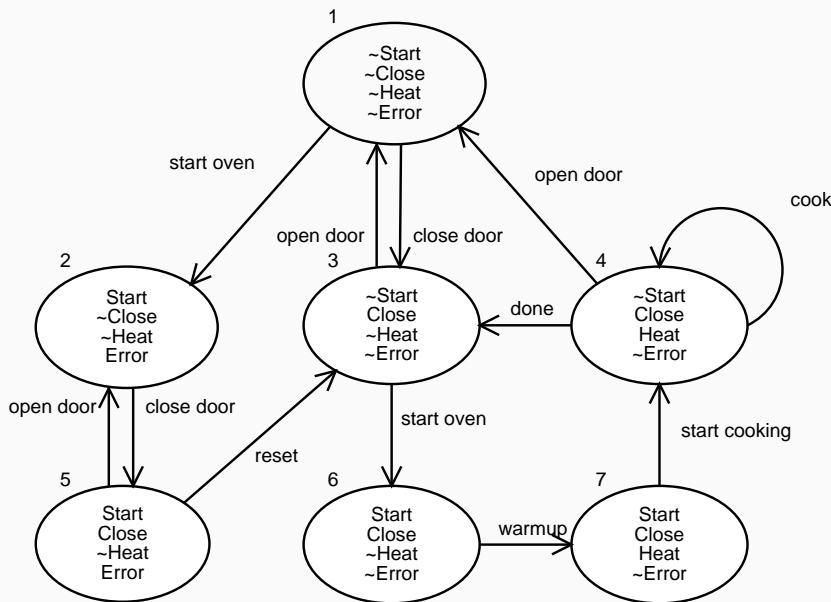 1
~Start
~Close
~Heat
~Error
start oven
open door
cook
open door
close door
2
3
4
Start
~Close
~Heat
Error
~Start
Close
~Heat
~Error
done
~Start
Close
Heat
~Error
open door
close door
reset
start oven
start cooking
5
6
7
Start
Close
~Heat
Error
Start
Close
~Heat
~Error
warmup
Start
Close
Heat
~Error